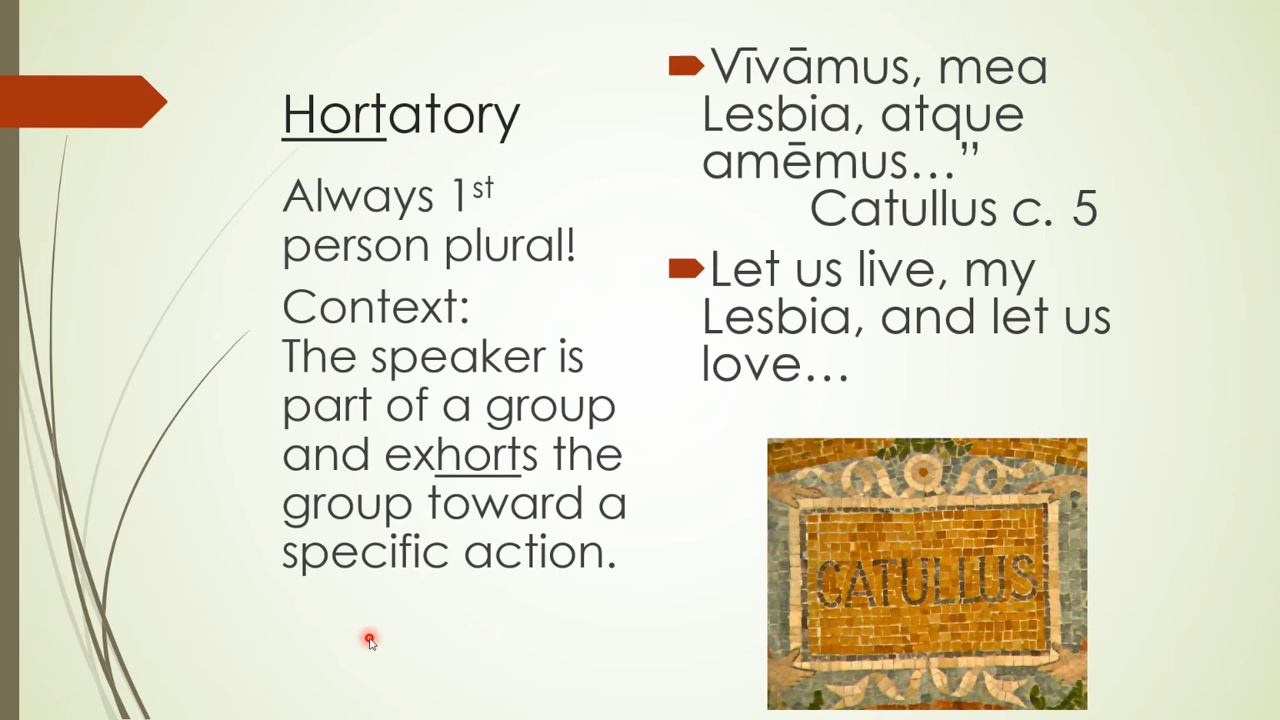 Hortatory
Always 1st
person plural!
Context:
The speaker is
part of a group
and exhorts the
group toward a
specific action.
Vīvāmus, mea
Lesbia, atque
amēmus…”
Catullus c. 5
Let us live, my
Lesbia, and let us
love…
CATULLUS